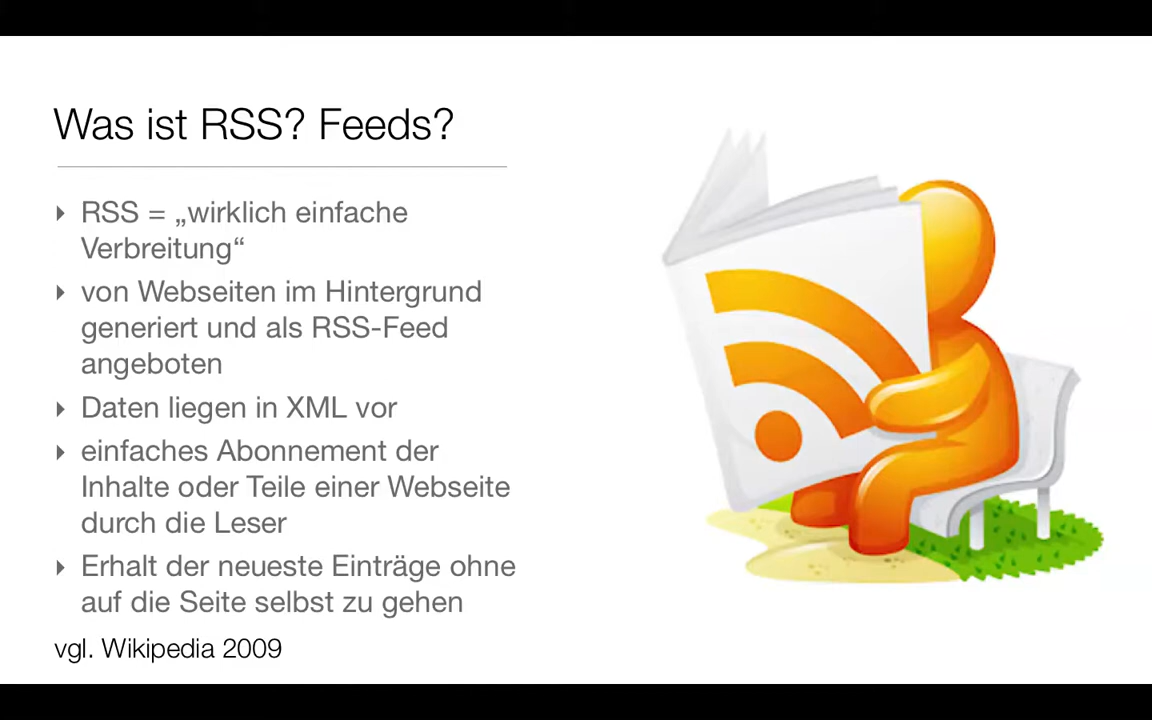 Was ist RSS? Feeds?
‣ RSS = „wirklich einfache
Verbreitung“
‣ von Webseiten im Hintergrund
generiert und als RSS-Feed
angeboten
‣ Daten liegen in XML vor
‣ einfaches Abonnement der
Inhalte oder Teile einer Webseite
durch die Leser
‣ Erhalt der neueste Einträge ohne
auf die Seite selbst zu gehen
vgl. Wikipedia 2009